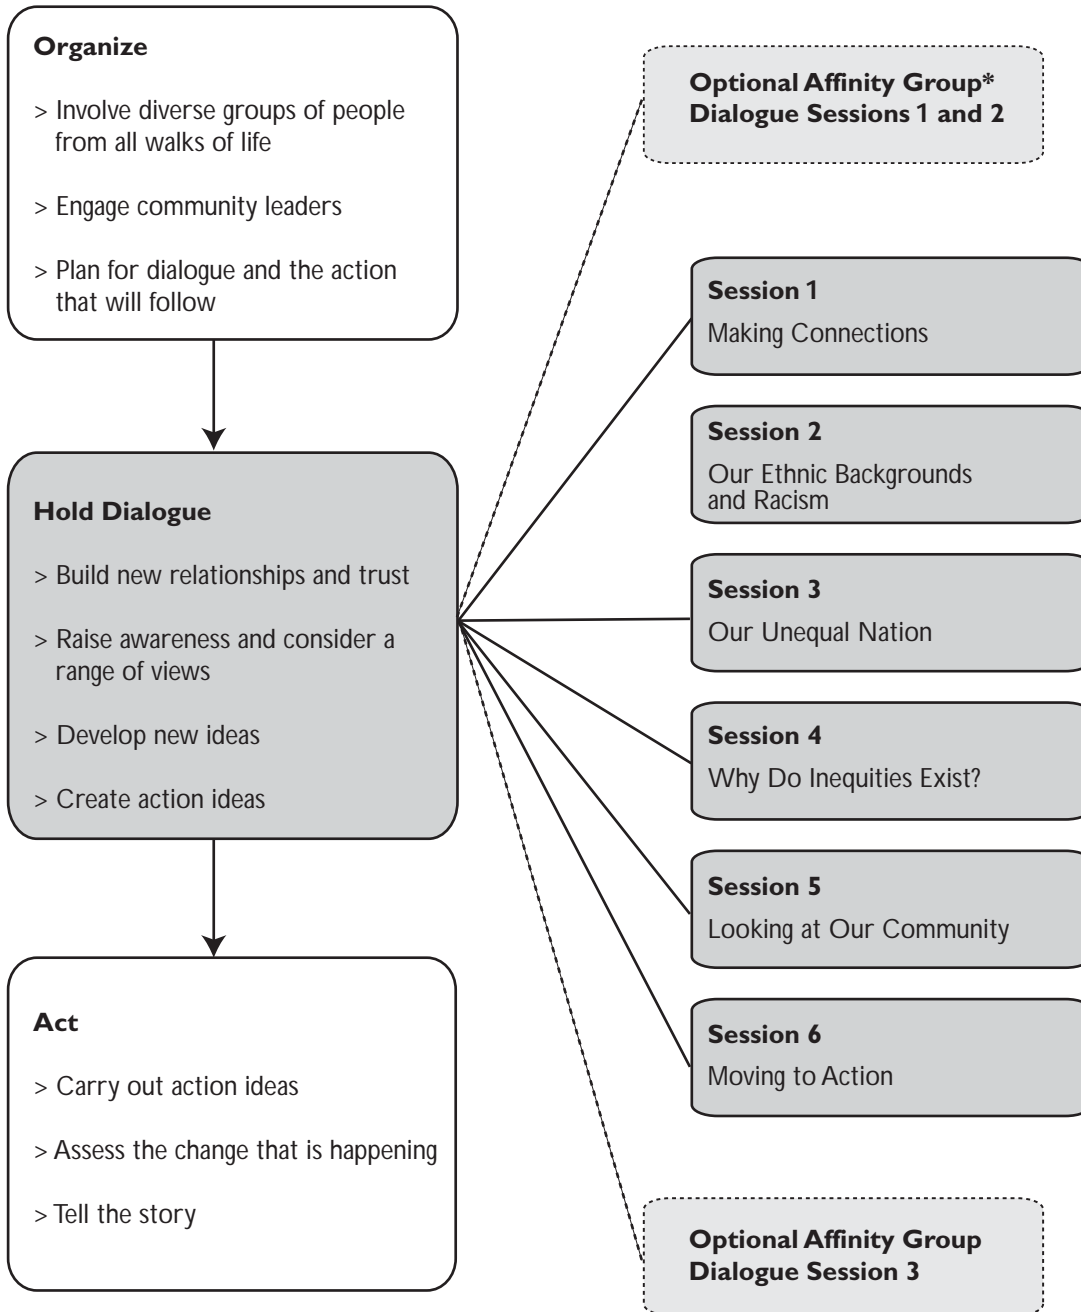 Organize
> Involve diverse groups of people
from all walks of life
> Engage community leaders
> Plan for dialogue and the action
that will follow
Hold Dialogue
> Build new relationships and trust
> Raise awareness and consider a
range of views
> Develop new ideas
> Create action ideas
Act
> Carry out action ideas
> Assess the change that is happening
> Tell the story
Optional Affinity Group*
Dialogue Sessions 1 and 2
Session 1
Making Connections
Session 2
Our Ethnic Backgrounds
and Racism
Session 3
Our Unequal Nation
Session 4
Why Do Inequities Exist?
Session 5
Looking at Our Community
Session 6
Moving to Action
Optional Affinity Group
Dialogue Session 3